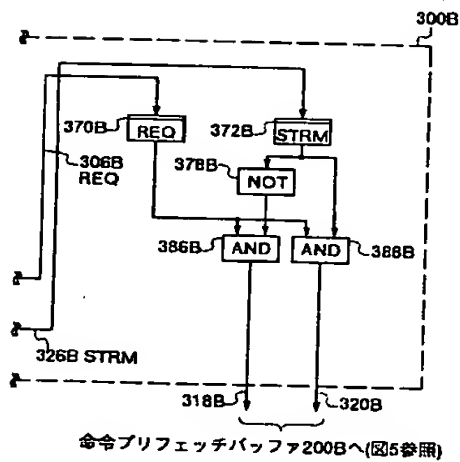 300B
370B
REQ
372B
STRM
306B
REQ
378B
NOT
386B
AND
AND
388B
326B STRM
318B
320B
命令プリフェッチバッファ200Bへ(図5参照)